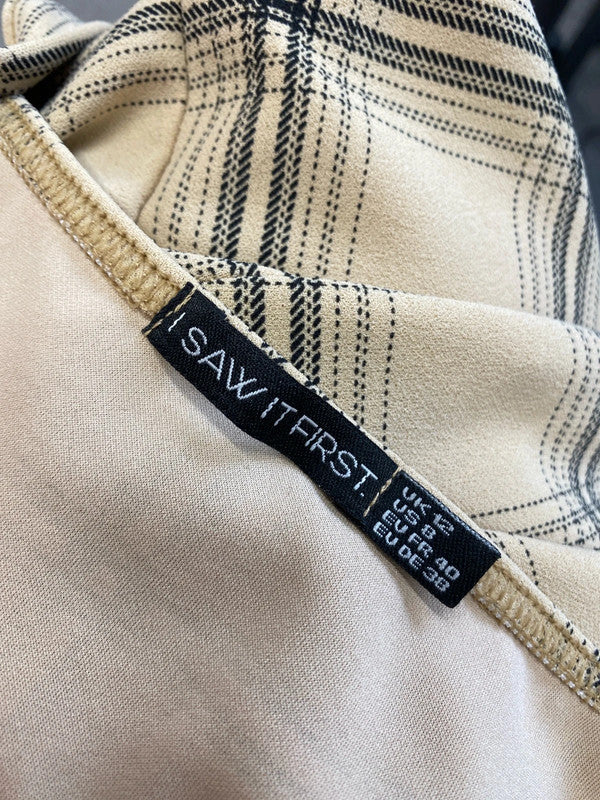 I SAW IT FIRST.
UK 12
US 8
EU FR 40
EU DE 38